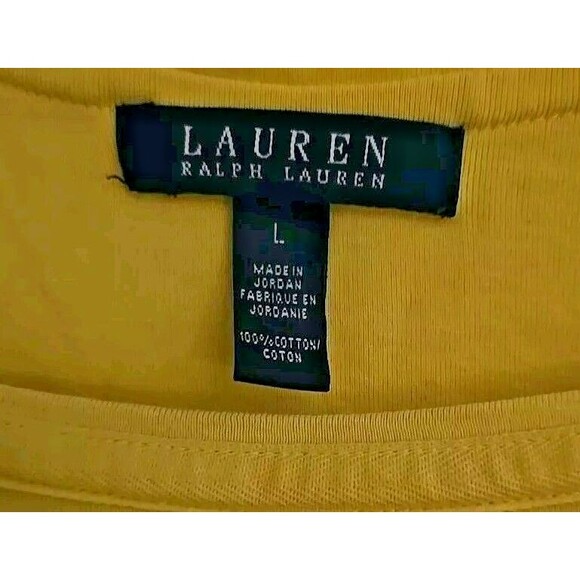 LAUREN
RALPH LAUREN
L
MADE IN
JORDAN
FABRIQUE EN
JORDANIE
100% COTTON/
COTON